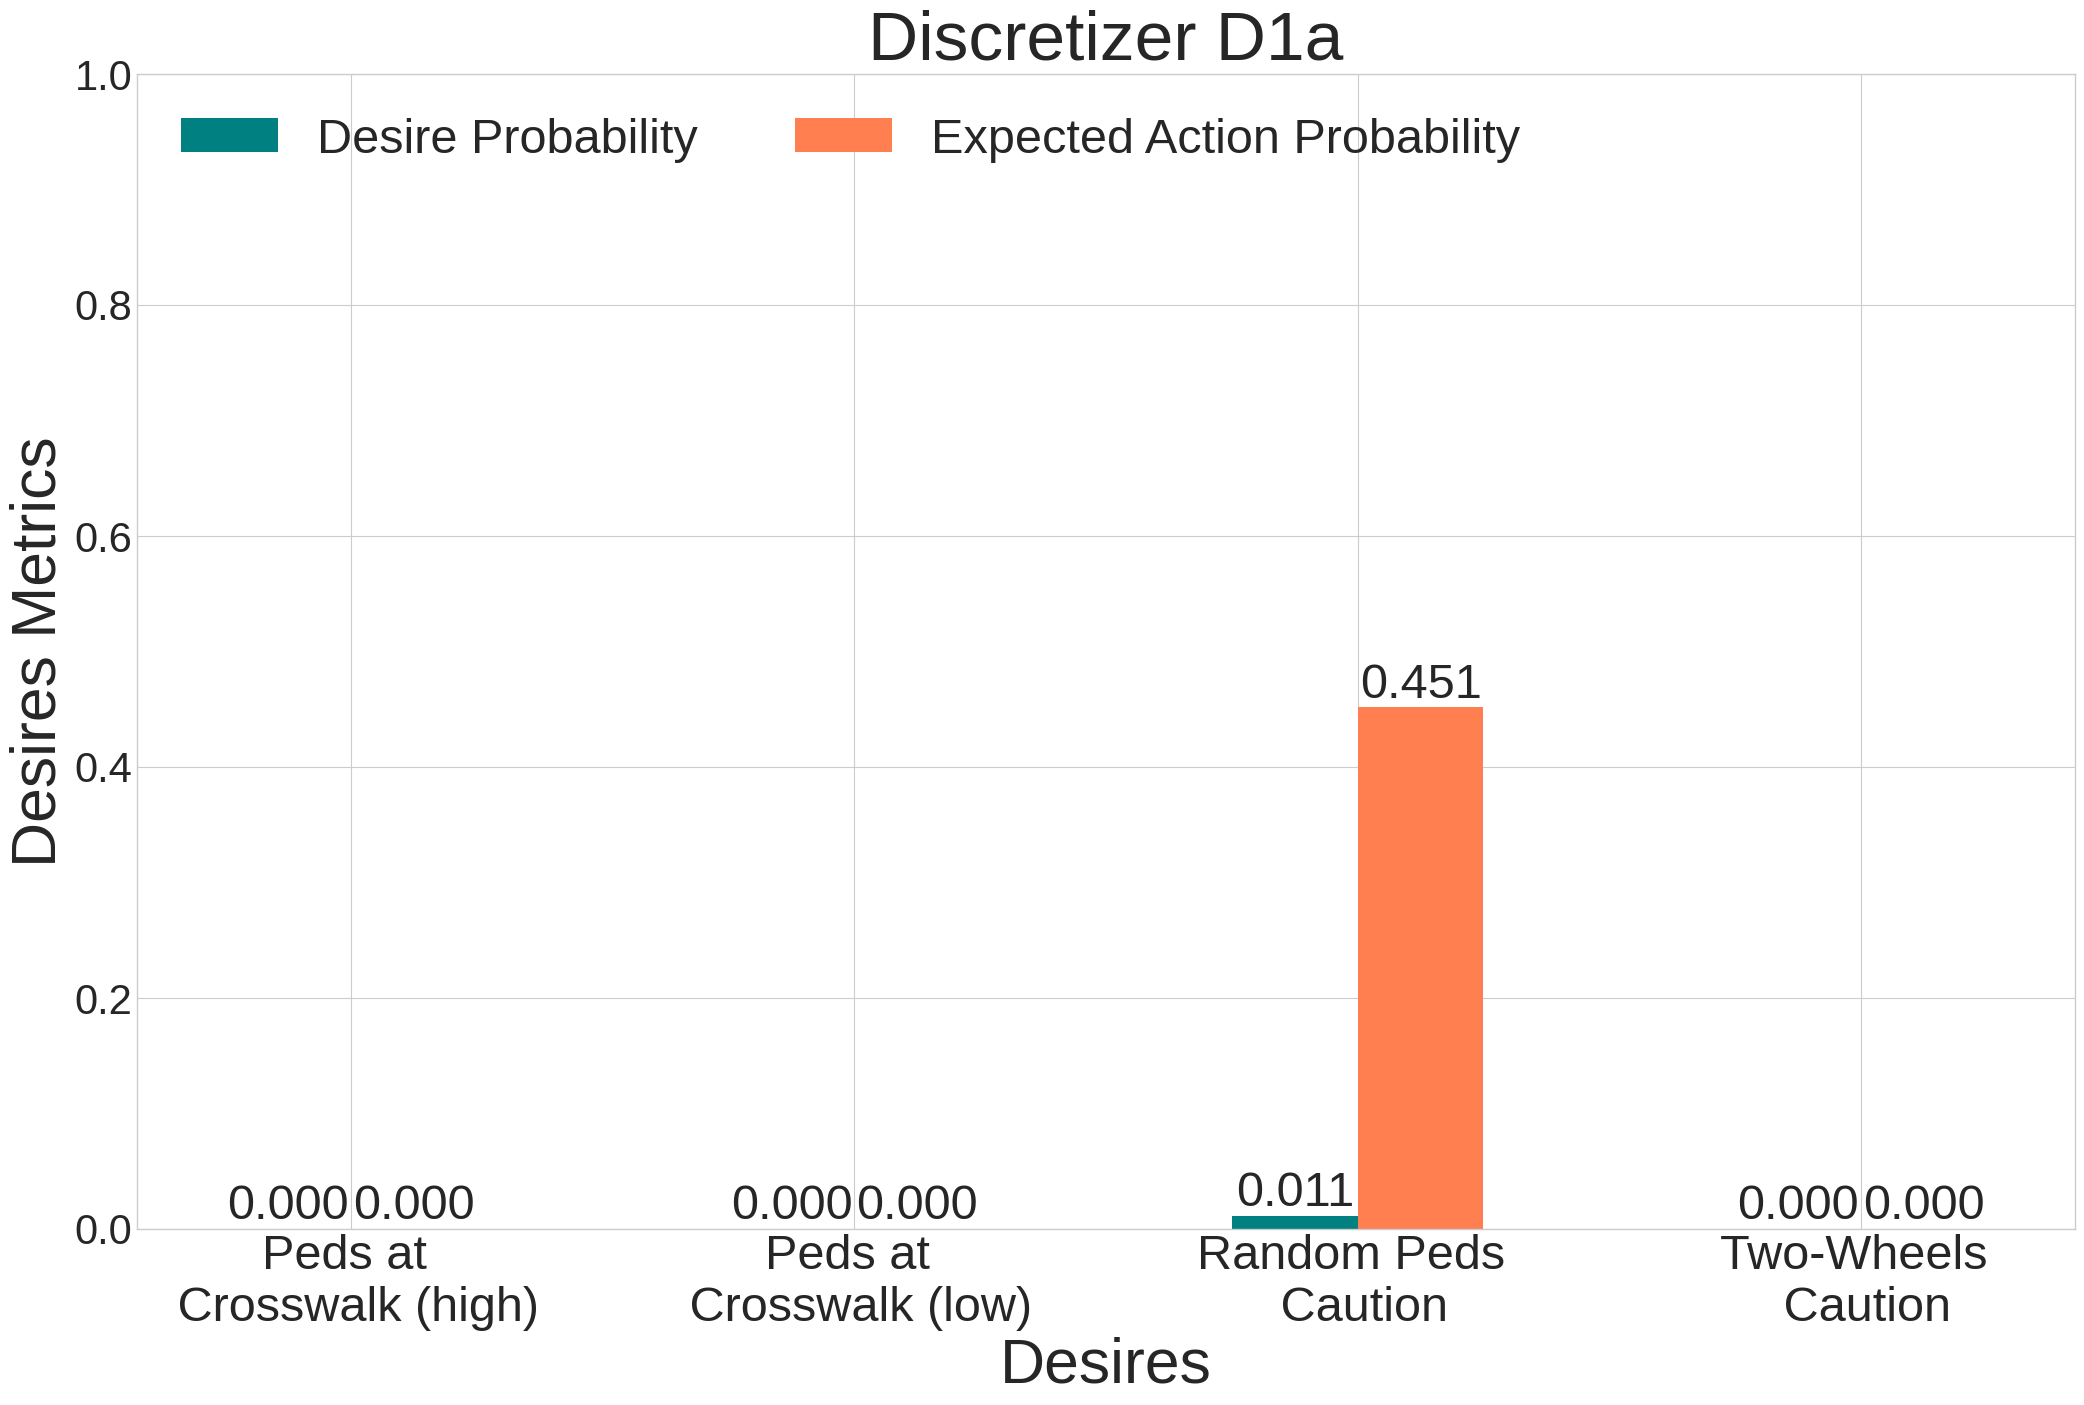 Discretizer D1a
Desire Probability
Expected Action Probability
Desires Metrics
1.0
0.8
0.6
0.4
0.2
0.0
0.000 0.000
0.000 0.000
0.011
0.451
0.000 0.000
Peds at
Crosswalk (high)
Peds at
Crosswalk (low)
Random Peds
Caution
Two-Wheels
Caution
Desires